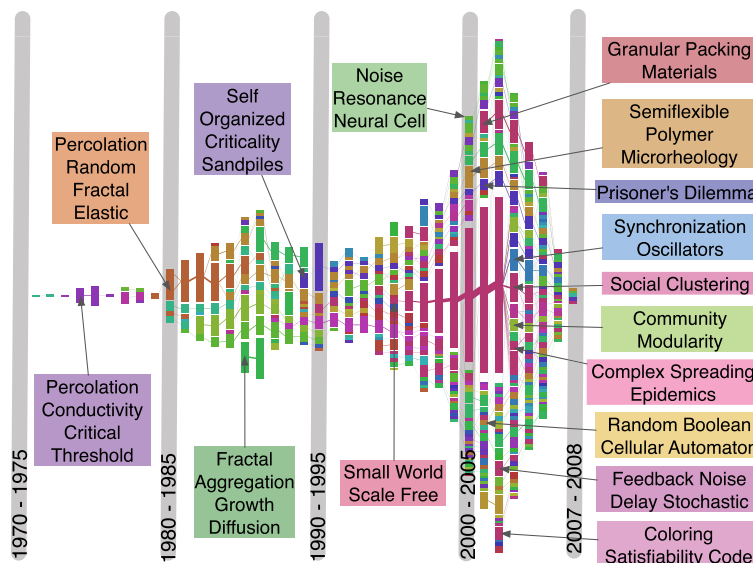 Granular Packing
Materials
Noise
Resonance
Neural Cell
Self
Organized
Criticality
Sandpiles
Semiflexible
Polymer
Microrheology
Percolation
Random
Fractal
Elastic
Prisoner's Dilemma
Synchronization
Oscillators
Social Clustering
Community
Modularity
Complex Spreading
Epidemics
Percolation
Conductivity
Critical
Threshold
Random Boolean
Cellular Automator
Fractal
Aggregation
Growth
Diffusion
Small World
Scale Free
Feedback Noise
Delay Stochastic
Coloring
Satisfiability Code
1970 - 1975
1980 - 1985
1990 - 1995
2000 - 2005
2007 - 2008